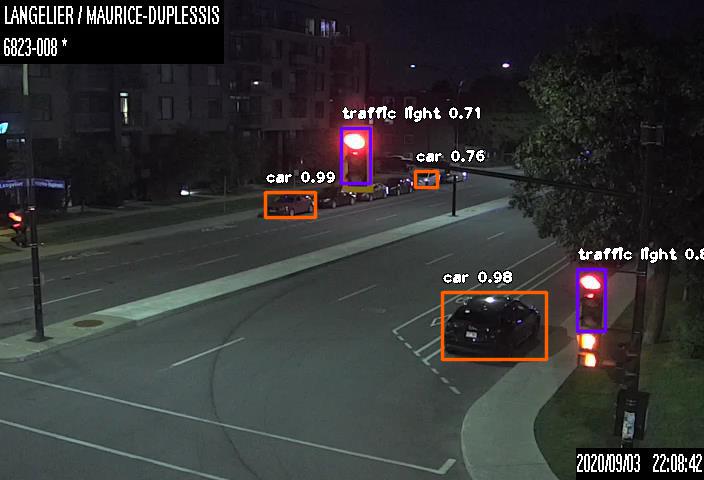 LANGELIER / MAURICE-DUPLESSIS
6823-008 *
traffic light 0.71
car 0.76
car 0.99
traffic light 0.8
car 0.98
2020/09/03 22:08:42